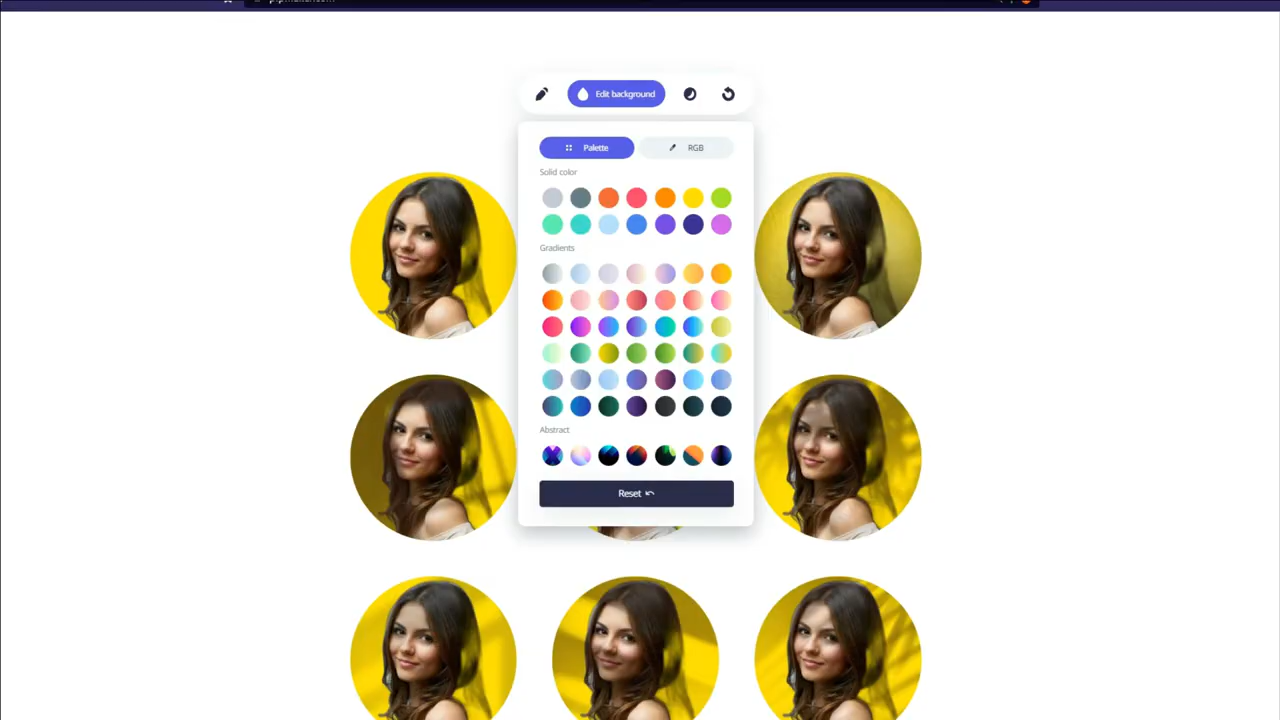 Edit background
Palette
RGB
Solid color
Gradients
Abstract
Reset